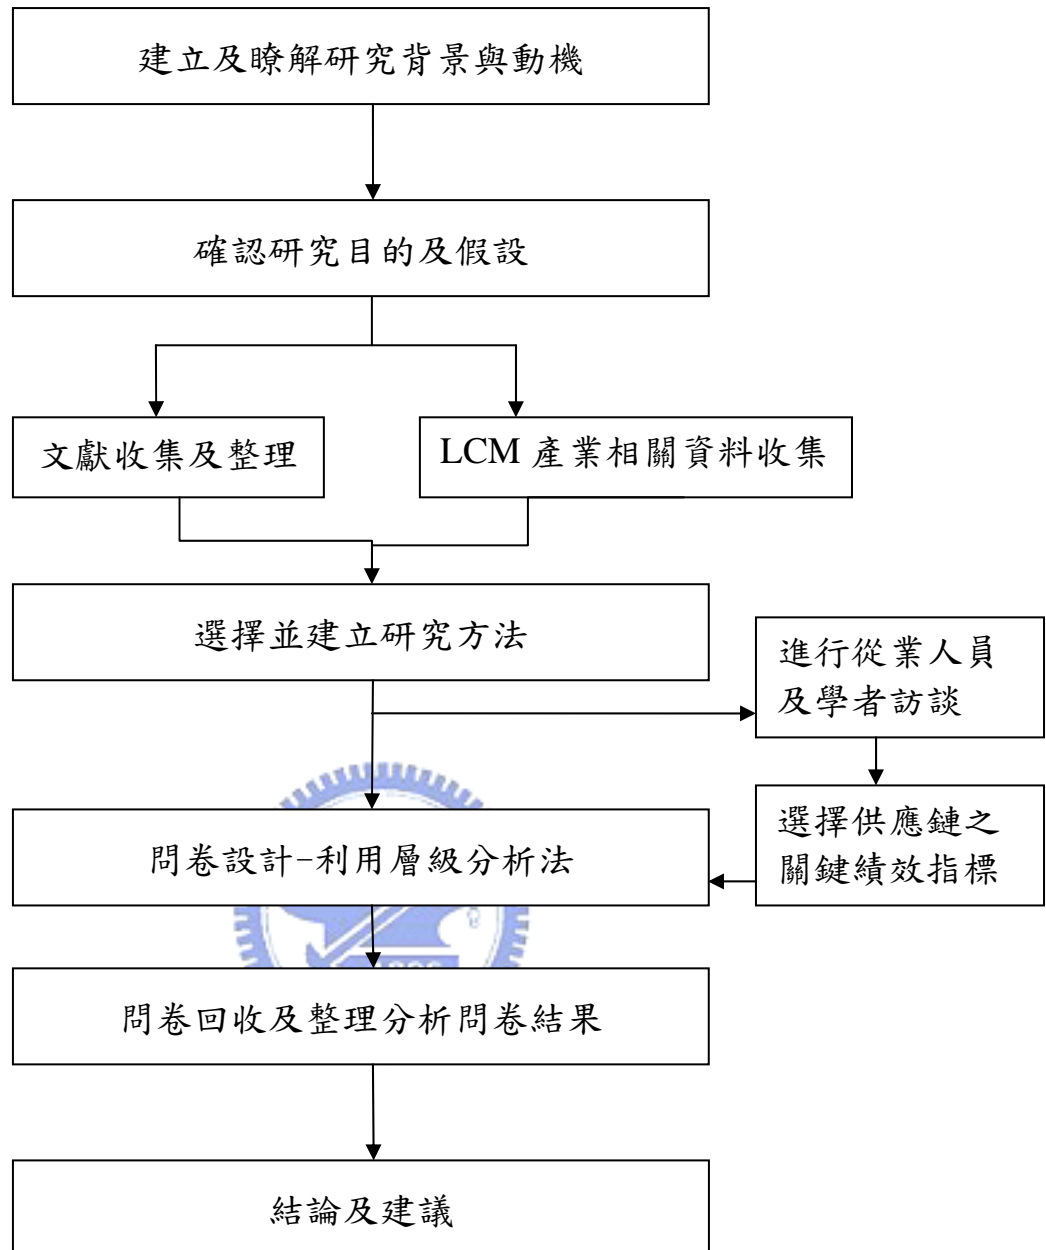 建立及瞭解研究背景與動機
確認研究目的及假設
文獻收集及整理
LCM 產業相關資料收集
選擇並建立研究方法
進行從業人員
及學者訪談
選擇供應鏈之
關鍵績效指標
問卷設計-利用層級分析法
問卷回收及整理分析問卷結果
結論及建議